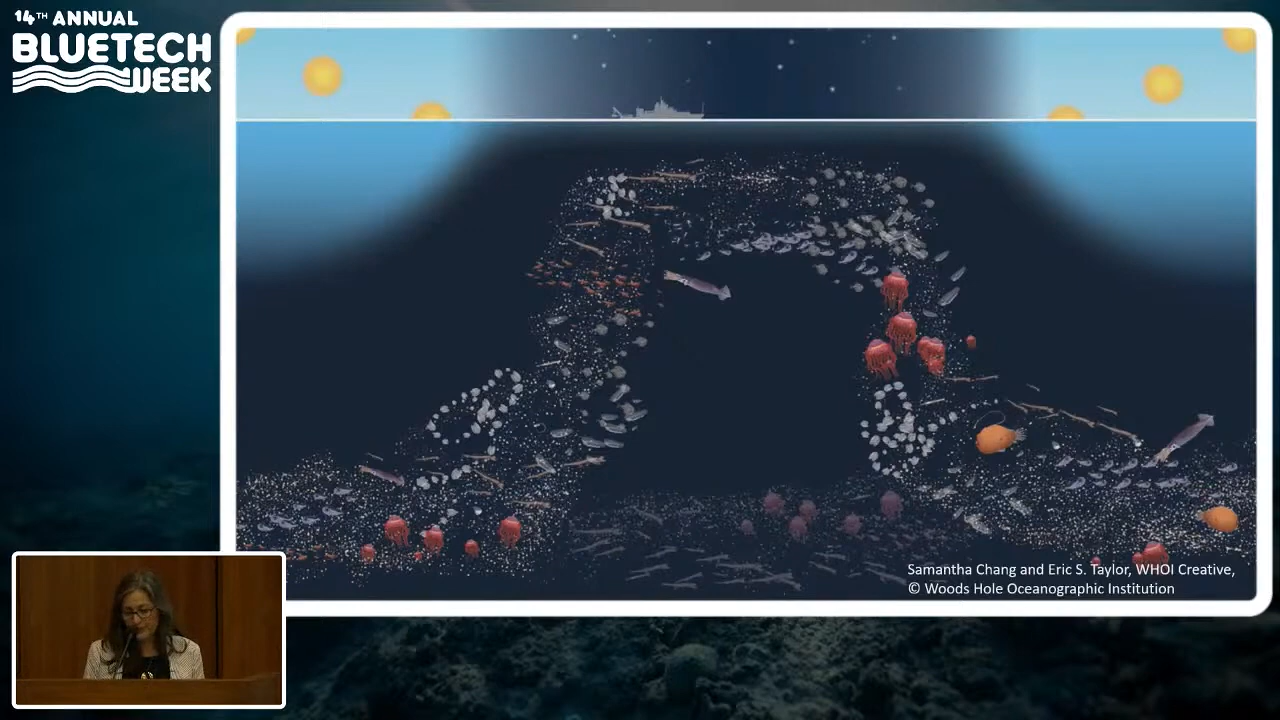 14TH ANNUAL
BLUETECH
WEEK
Samantha Chang and Eric S. Taylor, WHOI Creative,
© Woods Hole Oceanographic Institution